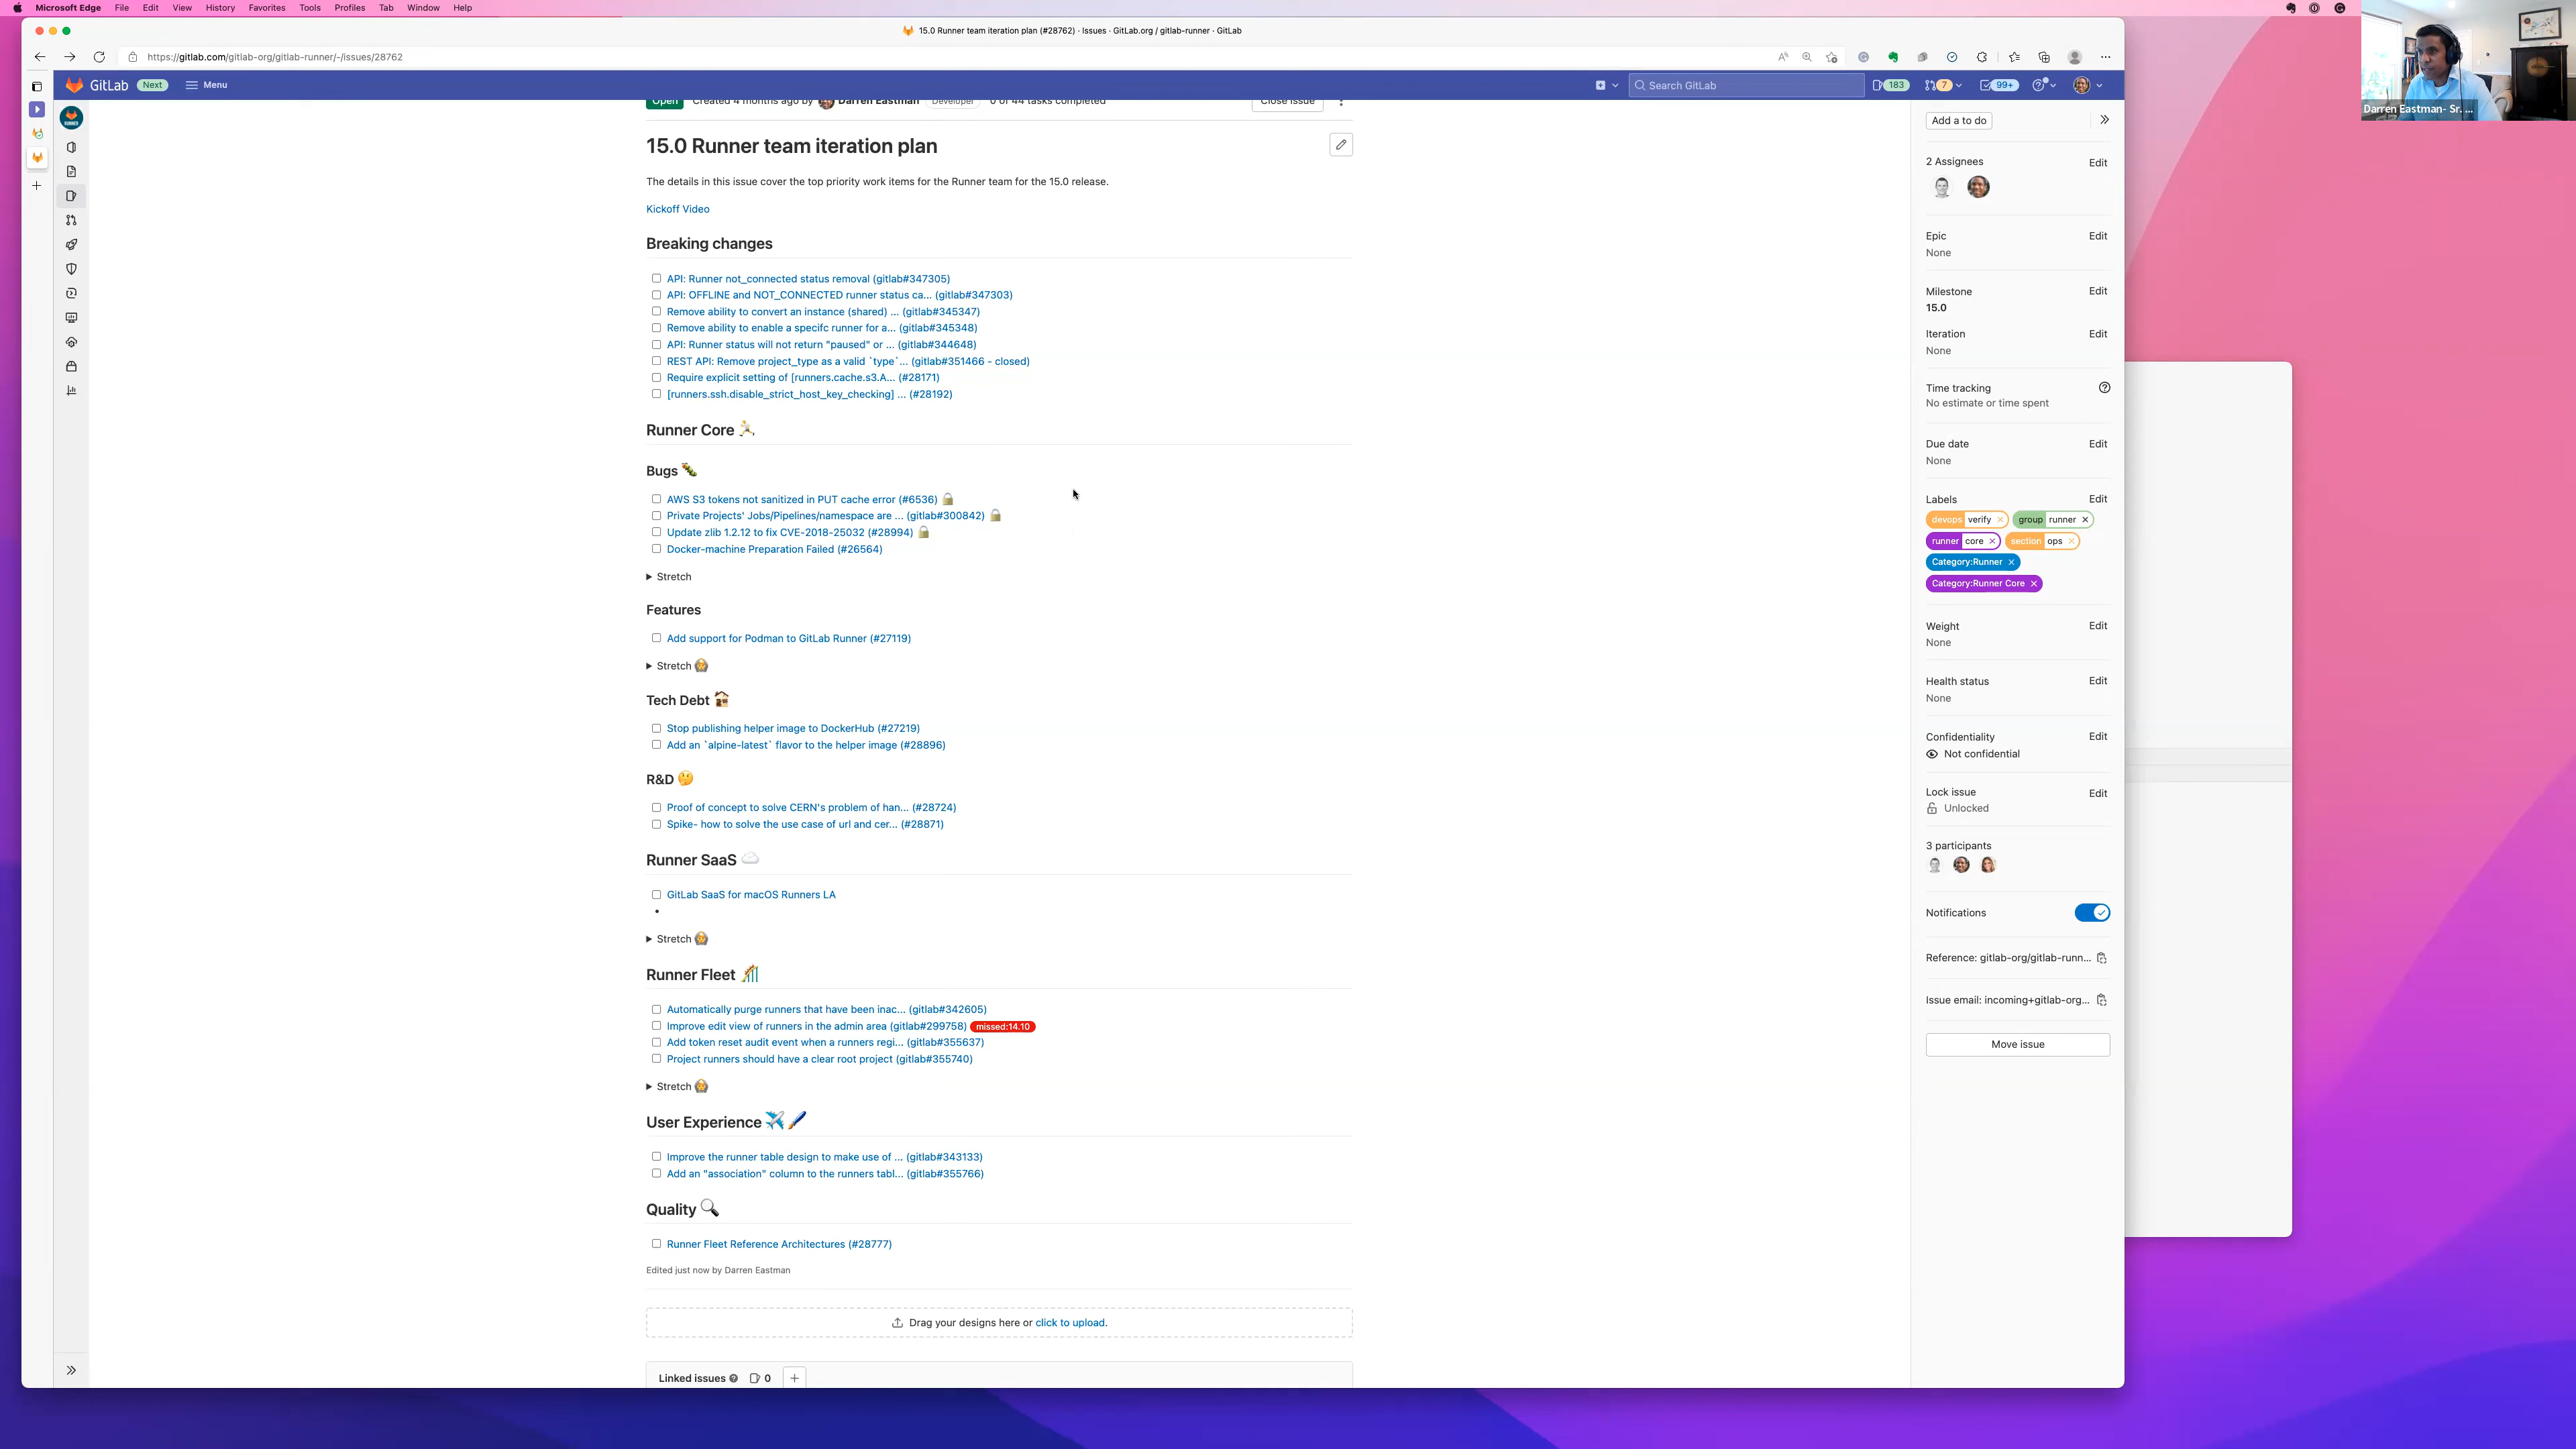 Microsoft Edge File Edit View History Favorites Tools Profiles Tab Window Help
15.0 Runner team iteration plan (#28762) · Issues · GitLab.org / gitlab-runner · GitLab
https://gitlab.com/gitlab-org/gitlab-runner/-/issues/28762
GitLab Next Menu
Search GitLab
183 7 99+
Darren Eastman- Sr. ...
Open Created 4 months ago by Darren Eastman Developer 0 of 44 tasks completed Close issue
15.0 Runner team iteration plan
The details in this issue cover the top priority work items for the Runner team for the 15.0 release.
Kickoff Video
Breaking changes
API: Runner not_connected status removal (gitlab#347305)
API: OFFLINE and NOT_CONNECTED runner status ca... (gitlab#347303)
Remove ability to convert an instance (shared) ... (gitlab#345347)
Remove ability to enable a specifc runner for a... (gitlab#345348)
API: Runner status will not return "paused" or ... (gitlab#344648)
REST API: Remove project_type as a valid `type`... (gitlab#351466 - closed)
Require explicit setting of [runners.cache.s3.A... (#28171)
[runners.ssh.disable_strict_host_key_checking] ... (#28192)
Runner Core
Bugs
AWS S3 tokens not sanitized in PUT cache error (#6536)
Private Projects' Jobs/Pipelines/namespace are ... (gitlab#300842)
Update zlib 1.2.12 to fix CVE-2018-25032 (#28994)
Docker-machine Preparation Failed (#26564)
Stretch
Features
Add support for Podman to GitLab Runner (#27119)
Stretch
Tech Debt
Stop publishing helper image to DockerHub (#27219)
Add an `alpine-latest` flavor to the helper image (#28896)
R&D
Proof of concept to solve CERN's problem of han... (#28724)
Spike- how to solve the use case of url and cer... (#28871)
Runner SaaS
GitLab SaaS for macOS Runners LA
Stretch
Runner Fleet
Automatically purge runners that have been inac... (gitlab#342605)
Improve edit view of runners in the admin area (gitlab#299758) missed:14.10
Add token reset audit event when a runners regi... (gitlab#355637)
Project runners should have a clear root project (gitlab#355740)
Stretch
User Experience
Improve the runner table design to make use of ... (gitlab#343133)
Add an "association" column to the runners tabl... (gitlab#355766)
Quality
Runner Fleet Reference Architectures (#28777)
Edited just now by Darren Eastman
Drag your designs here or click to upload.
Linked issues 0
Add a to do
2 Assignees Edit
Epic Edit
None
Milestone Edit
15.0
Iteration Edit
None
Time tracking
No estimate or time spent
Due date Edit
None
Labels Edit
devops verify group runner
runner core section ops
Category:Runner
Category:Runner Core
Weight Edit
None
Health status Edit
None
Confidentiality Edit
Not confidential
Lock issue Edit
Unlocked
3 participants
Notifications
Reference: gitlab-org/gitlab-runn...
Issue email: incoming+gitlab-org...
Move issue